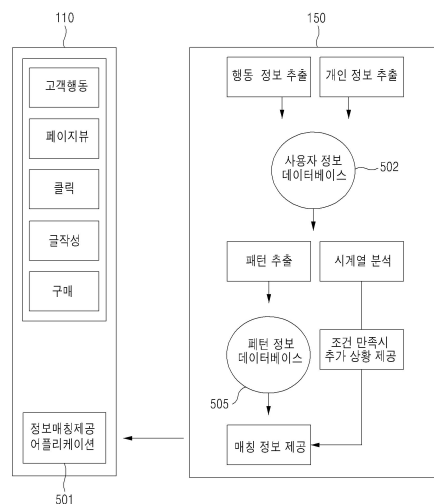 110
고객행동
페이지뷰
클릭
글작성
구매
정보매칭제공
어플리케이션
501
150
행동 정보 추출
개인 정보 추출
사용자 정보
데이터베이스
502
패턴 추출
시계열 분석
페턴 정보
데이터베이스
505
조건 만족시
추가 상황 제공
매칭 정보 제공